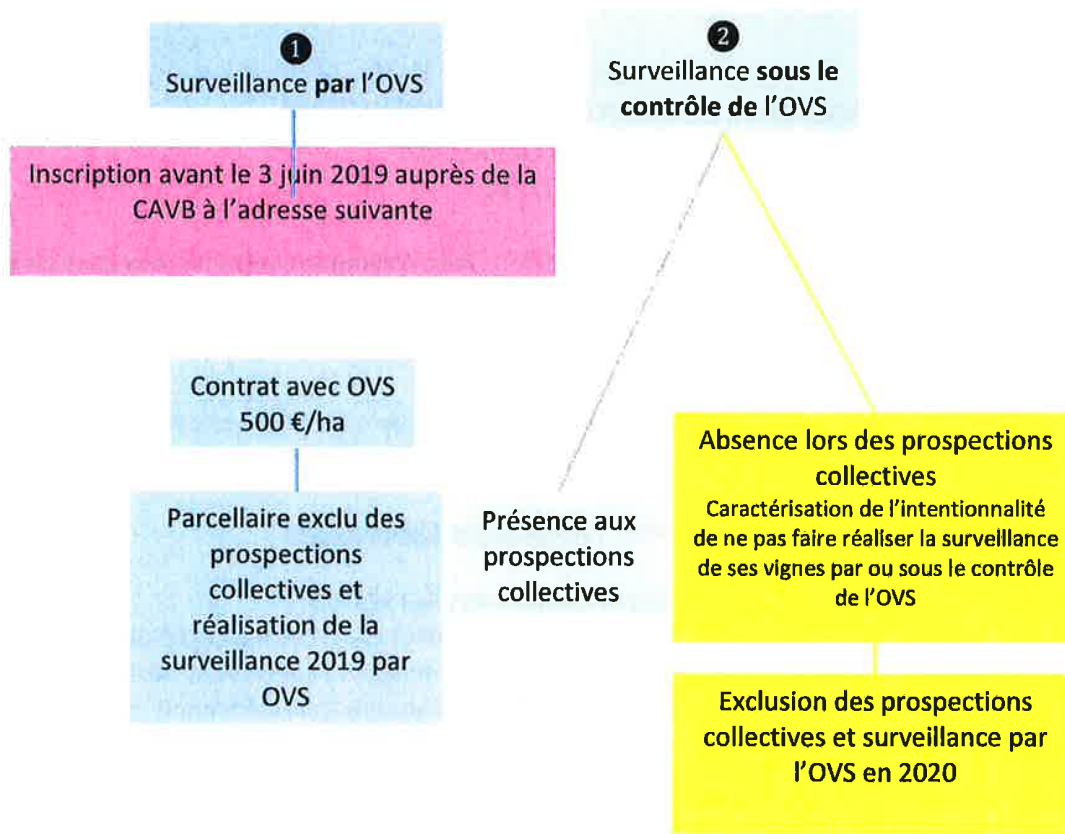 ❶
Surveillance par l'OVS
Inscription avant le 3 juin 2019 auprès de la
CAVB à l'adresse suivante
Contrat avec OVS
500 €/ha
Parcellaire exclu des
prospections
collectives et
réalisation de la
surveillance 2019 par
OVS
❷
Surveillance sous le
contrôle de l'OVS
Présence aux
prospections
collectives
Absence lors des prospections
collectives
Caractérisation de l'intentionnalité
de ne pas faire réaliser la surveillance
de ses vignes par ou sous le contrôle
de l'OVS
Exclusion des prospections
collectives et surveillance par
l'OVS en 2020